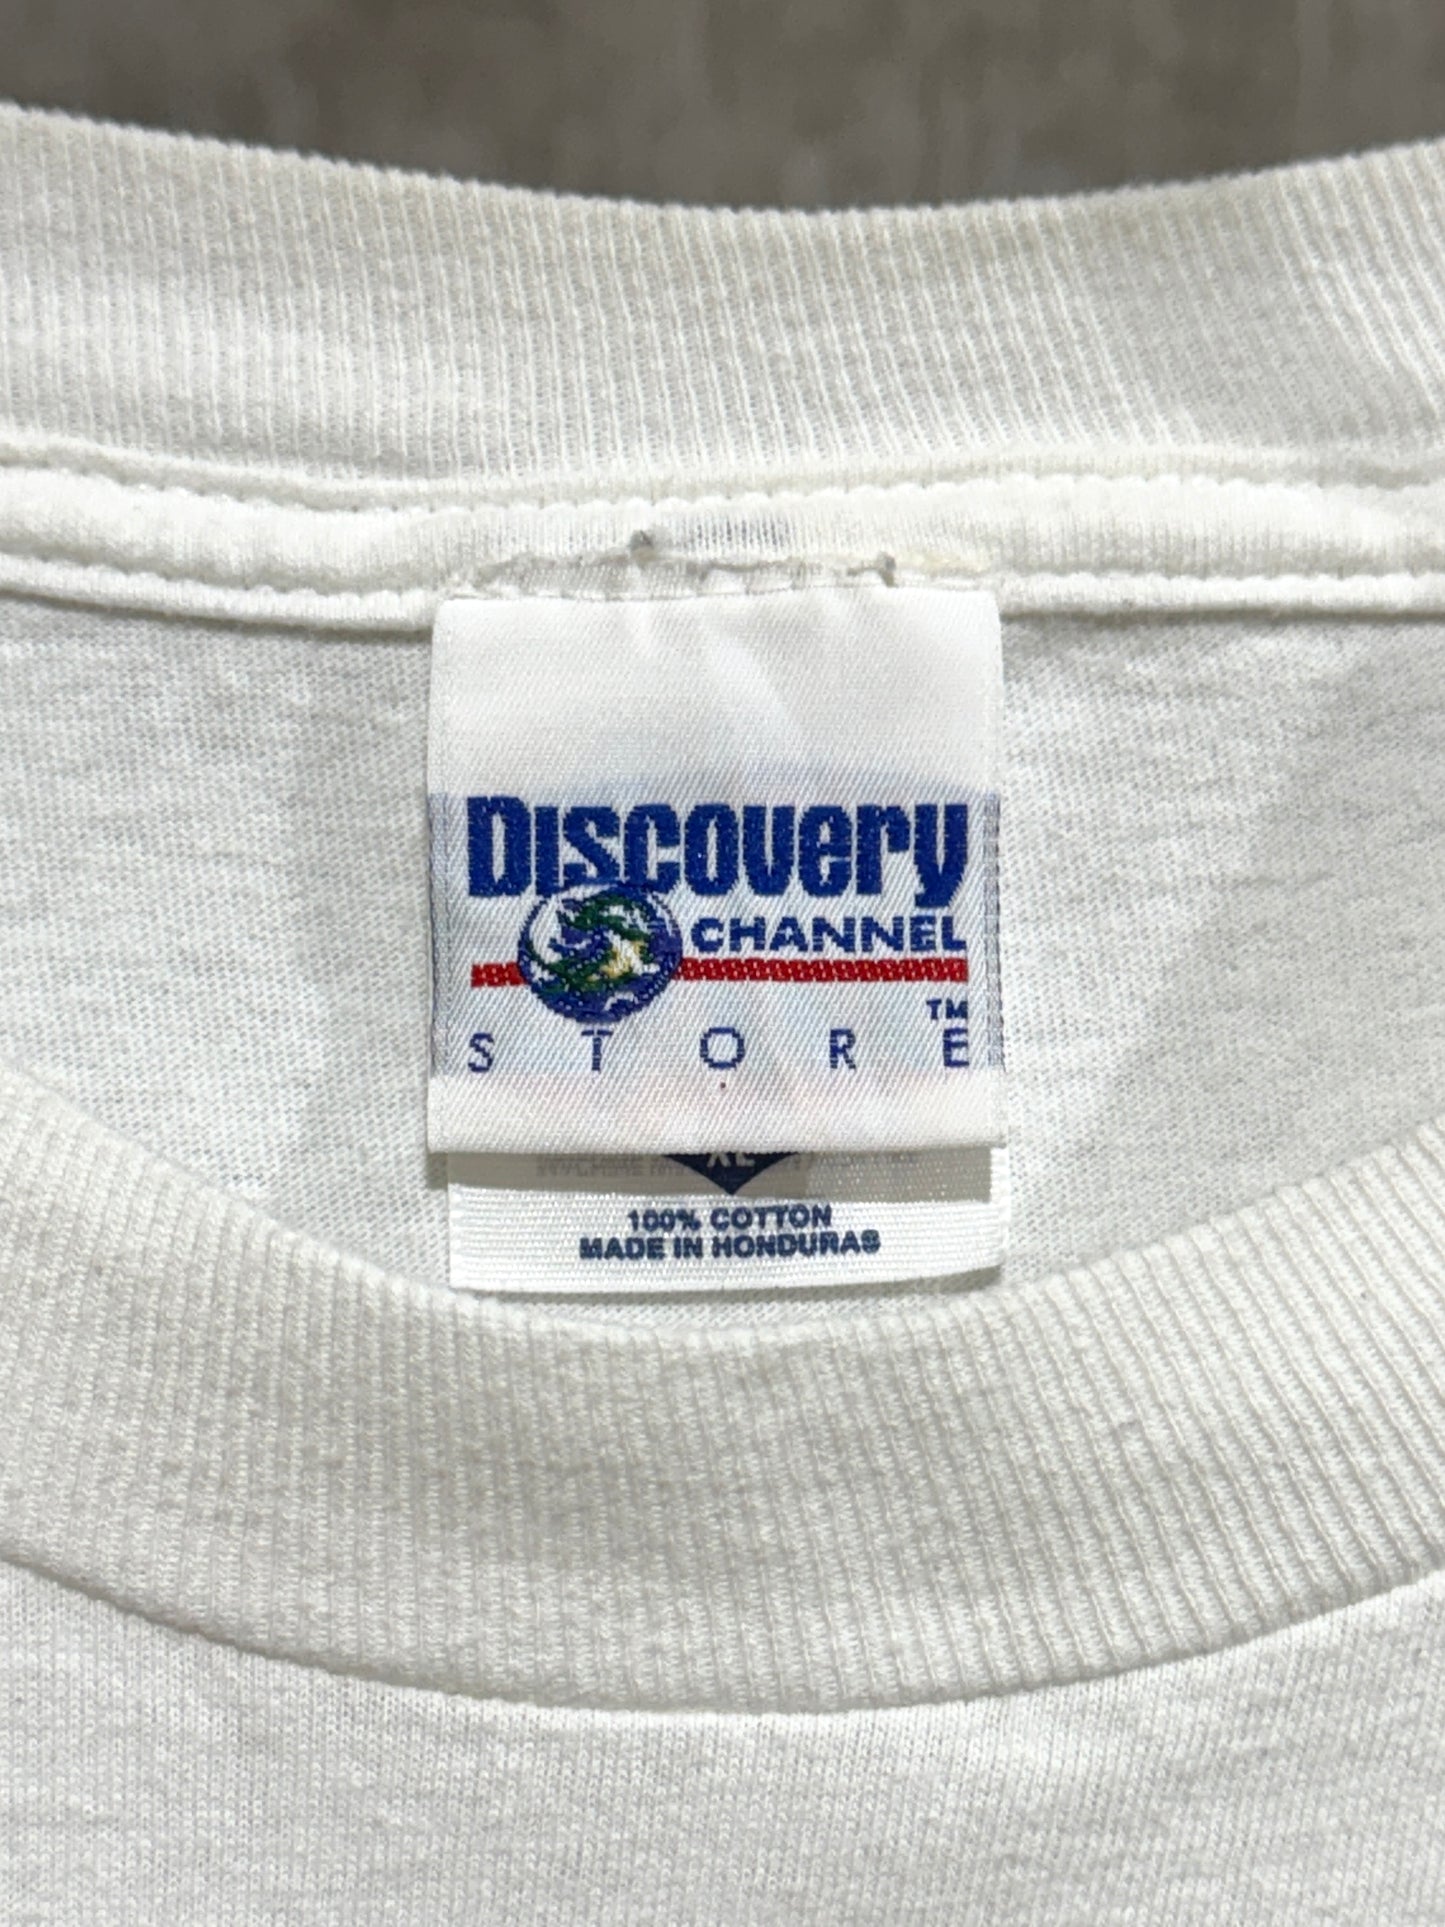 Discovery
CHANNEL
TM
STORE
XL
100% COTTON
MADE IN HONDURAS